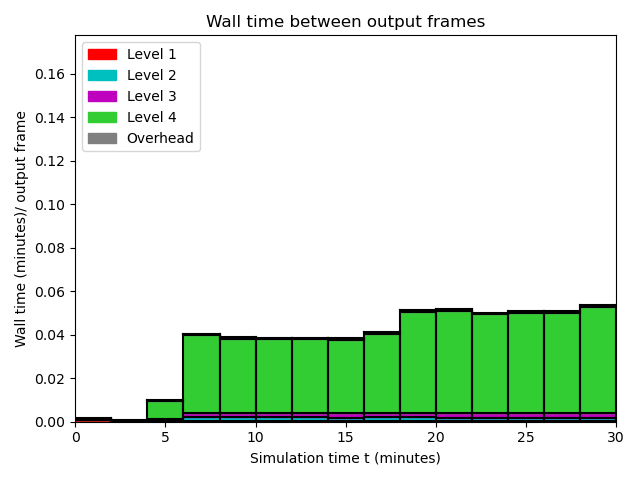 Wall time between output frames
Level 1
Level 2
Level 3
Level 4
Overhead
Wall time (minutes)/ output frame
0.16
0.14
0.12
0.10
0.08
0.06
0.04
0.02
0.00
0 5 10 15 20 25 30
Simulation time t (minutes)